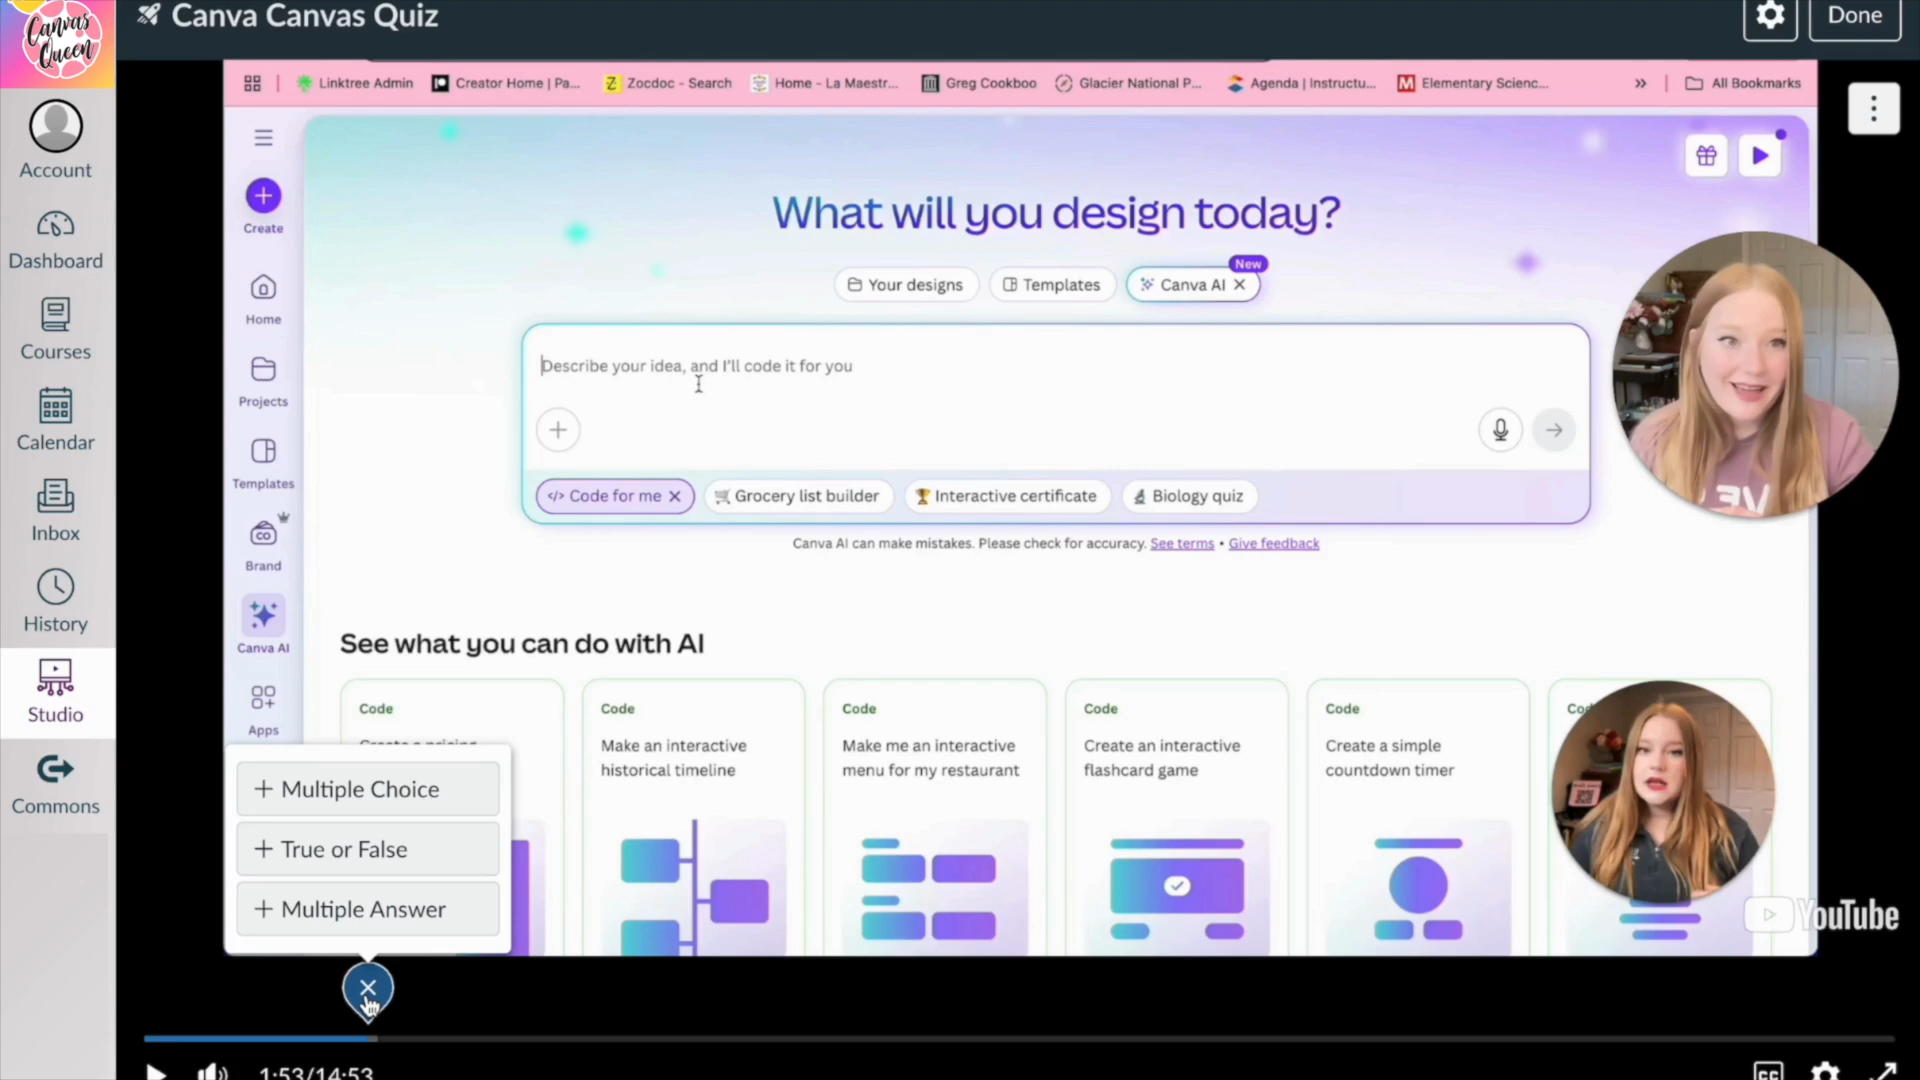 Canvas
Queen
Canva Canvas Quiz
Done
Account
Dashboard
Courses
Calendar
Inbox
History
Studio
Commons
Linktree Admin
Creator Home | Pa...
Zocdoc - Search
Home - La Maestr...
Greg Cookboo
Glacier National P...
Agenda | Instructu...
Elementary Scienc...
»
All Bookmarks
Create
Home
Projects
Templates
Brand
Canva AI
Apps
What will you design today?
Your designs
Templates
Canva AI
New
Describe your idea, and I'll code it for you
Code for me
Grocery list builder
Interactive certificate
Biology quiz
Canva AI can make mistakes. Please check for accuracy. See terms • Give feedback
See what you can do with AI
Code
Code
Make an interactive
historical timeline
Code
Make me an interactive
menu for my restaurant
Code
Create an interactive
flashcard game
Code
Create a simple
countdown timer
+ Multiple Choice
+ True or False
+ Multiple Answer
YouTube
1:53/14:53
CC